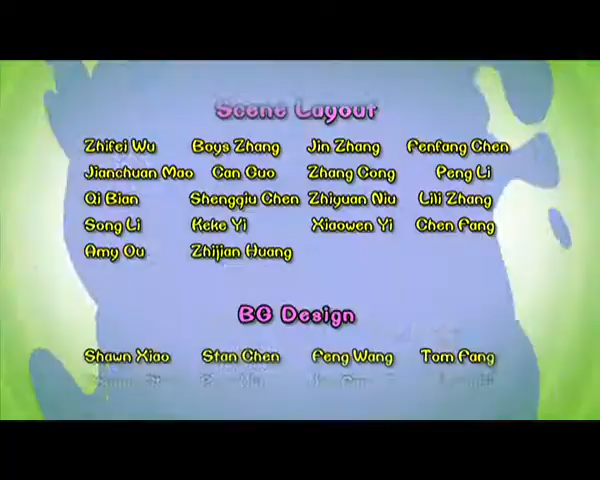 Scene Layout
Zhifei Wu Boys Zhang Jin Zhang Fenfang Chen
Jianchuan Mao Can Guo Zhang Cong Peng Li
Qi Bian Shengqiu Chen Zhiyuan Niu Lili Zhang
Song Li Keke Yi Xiaowen Yi Chen Fang
Amy Ou Zhijian Huang
BG Design
Shawn Xiao Stan Chen Feng Wang Tom Fang